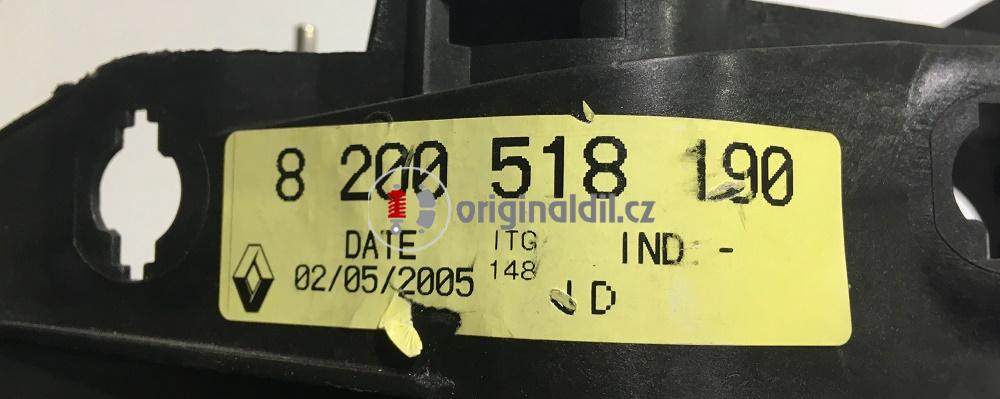 8 200 518 190
originaldil.cz
DATE ITG IND -
02/05/2005 148
D